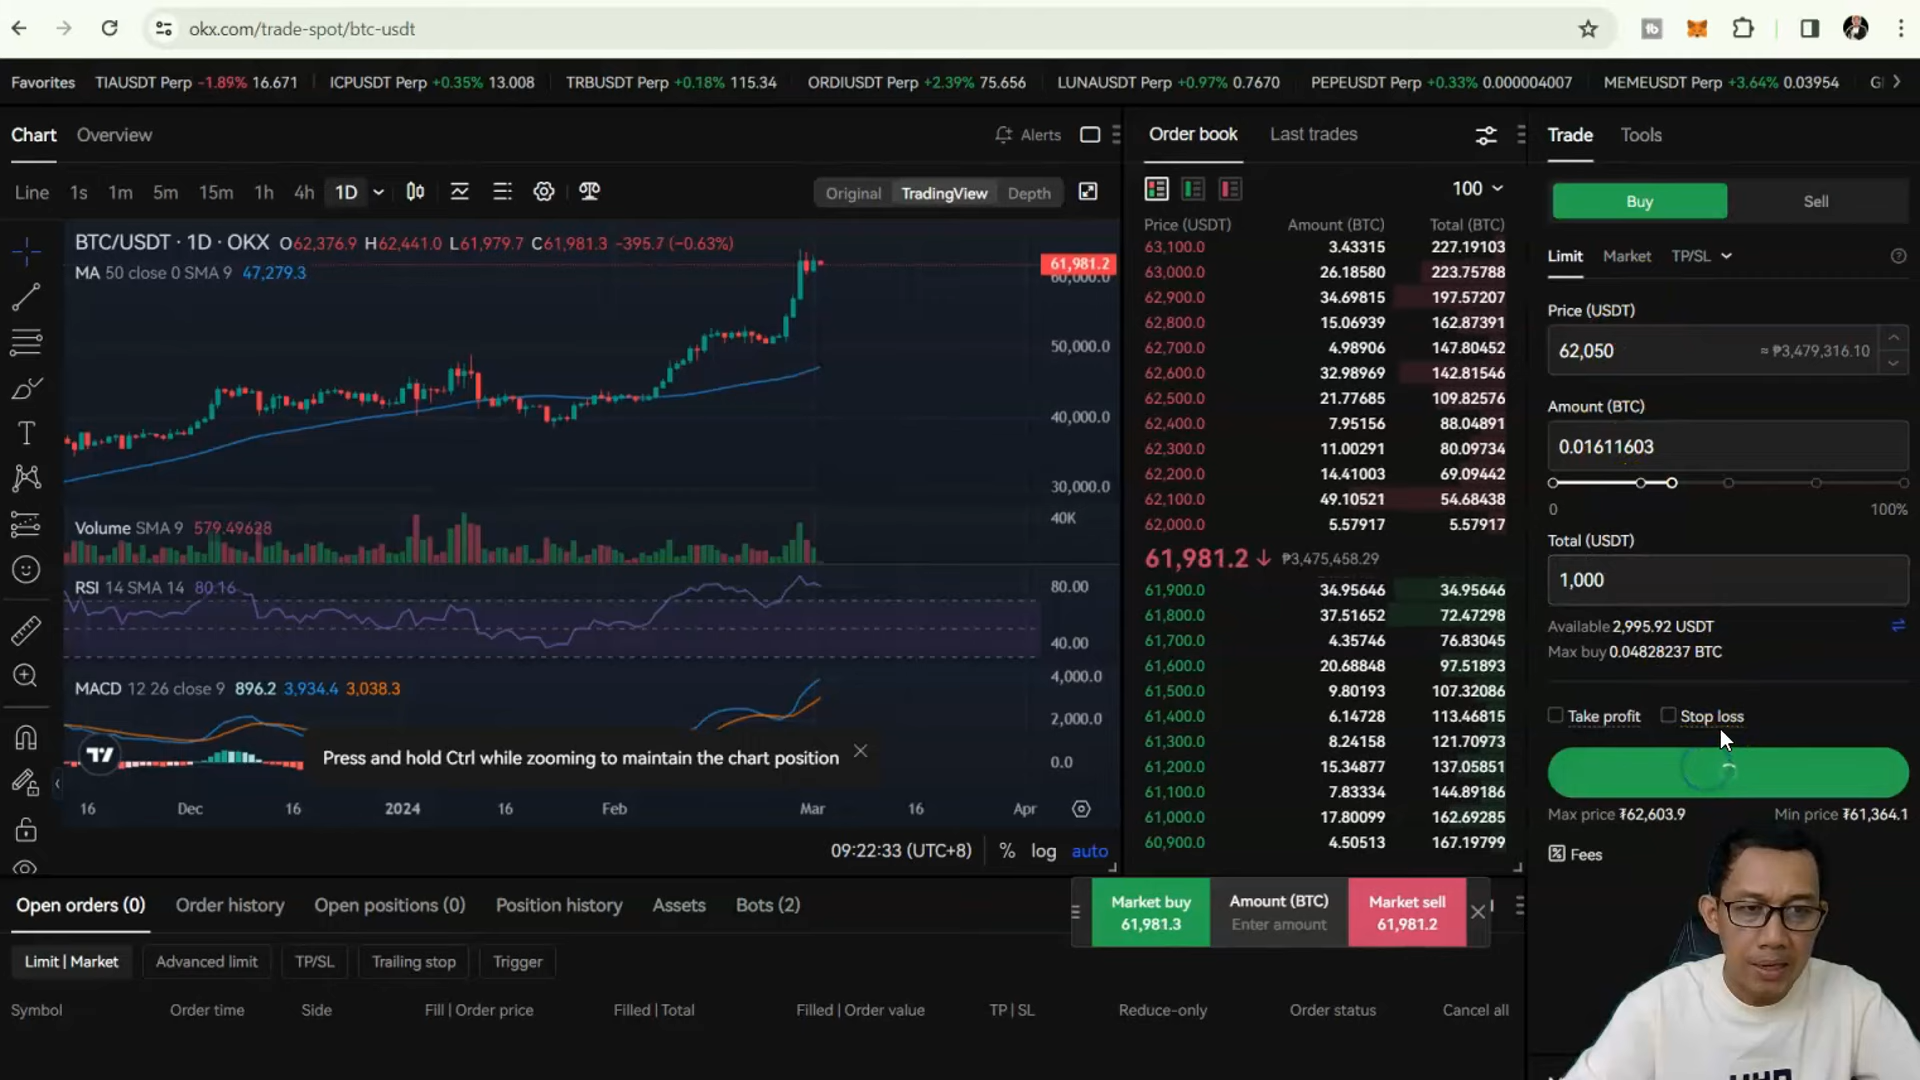 okx.com/trade-spot/btc-usdt
Favorites TIAUSDT Perp -1.89% 16.671 ICPUSDT Perp +0.35% 13.008 TRBUSDT Perp +0.18% 115.34 ORDIUSDT Perp +2.39% 75.656 LUNAUSDT Perp +0.97% 0.7670 PEPEUSDT Perp +0.33% 0.000004007 MEMEUSDT Perp +3.64% 0.03954
Chart Overview Alerts
Line 1s 1m 5m 15m 1h 4h 1D Original TradingView Depth
BTC/USDT · 1D · OKX O62,376.9 H62,441.0 L61,979.7 C61,981.3 -395.7 (-0.63%)
MA 50 close 0 SMA 9 47,279.3
61,981.2
60,000.0
50,000.0
40,000.0
30,000.0
Volume SMA 9 579.49628
40K
RSI 14 SMA 14 80.16
80.00
40.00
MACD 12 26 close 9 896.2 3,934.4 3,038.3
4,000.0
2,000.0
0.0
Press and hold Ctrl while zooming to maintain the chart position
16 Dec 16 2024 16 Feb Mar 16 Apr
09:22:33 (UTC+8) % log auto
Order book Last trades
100
Price (USDT) Amount (BTC) Total (BTC)
63,100.0 3.43315 227.19103
63,000.0 26.18580 223.75788
62,900.0 34.69815 197.57207
62,800.0 15.06939 162.87391
62,700.0 4.98906 147.80452
62,600.0 32.98969 142.81546
62,500.0 21.77685 109.82576
62,400.0 7.95156 88.04891
62,300.0 11.00291 80.09734
62,200.0 14.41003 69.09442
62,100.0 49.10521 54.68438
62,000.0 5.57917 5.57917
61,981.2 ↓ ₱3,475,458.29
61,900.0 34.95646 34.95646
61,800.0 37.51652 72.47298
61,700.0 4.35746 76.83045
61,600.0 20.68848 97.51893
61,500.0 9.80193 107.32086
61,400.0 6.14728 113.46815
61,300.0 8.24158 121.70973
61,200.0 15.34877 137.05851
61,100.0 7.83334 144.89186
61,000.0 17.80099 162.69285
60,900.0 4.50513 167.19799
Trade Tools
Buy Sell
Limit Market TP/SL
Price (USDT)
62,050 ≈ ₱3,479,316.10
Amount (BTC)
0.01611603
0 100%
Total (USDT)
1,000
Available 2,995.92 USDT
Max buy 0.04828237 BTC
Take profit Stop loss
Max price ₮62,603.9 Min price ₮61,364.1
Fees
Market buy
61,981.3
Amount (BTC)
Enter amount
Market sell
61,981.2
Open orders (0) Order history Open positions (0) Position history Assets Bots (2)
Limit | Market Advanced limit TP/SL Trailing stop Trigger
Symbol Order time Side Fill | Order price Filled | Total Filled | Order value TP | SL Reduce-only Order status Cancel all